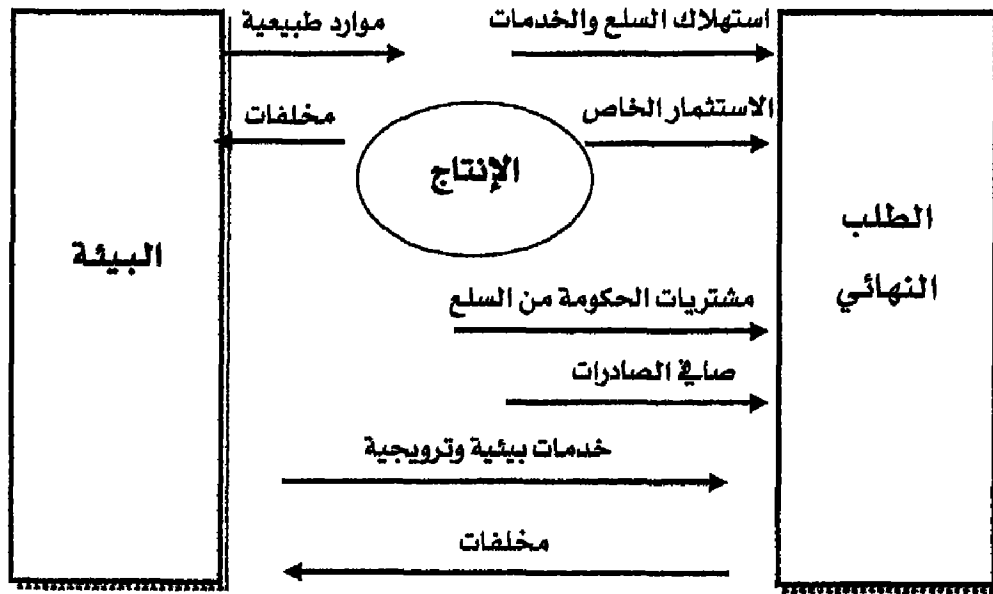 موارد طبيعية
استهلاك السلع والخدمات
مخلفات
الاستثمار الخاص
الإنتاج
البيئة
الطلب
النهائي
مشتريات الحكومة من السلع
صافي الصادرات
خدمات بيئية وترويجية
مخلفات